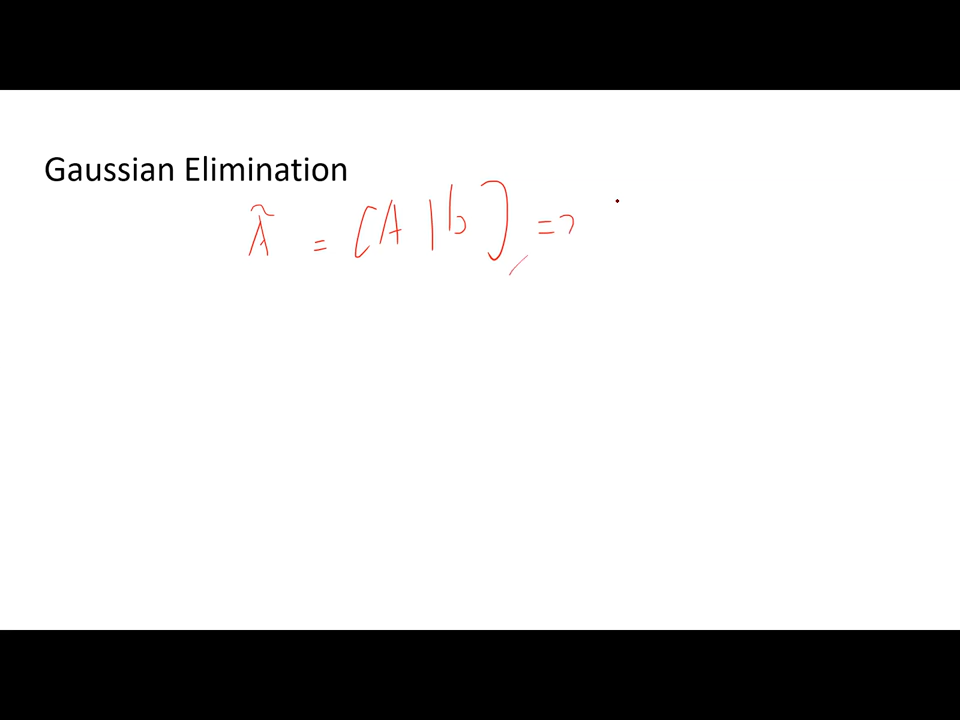 Gaussian Elimination
Ã = [A | b] =>